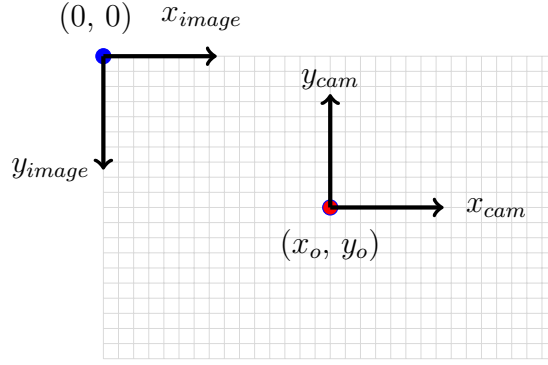 (0, 0) x_image
y_cam
y_image
x_cam
(x_o, y_o)